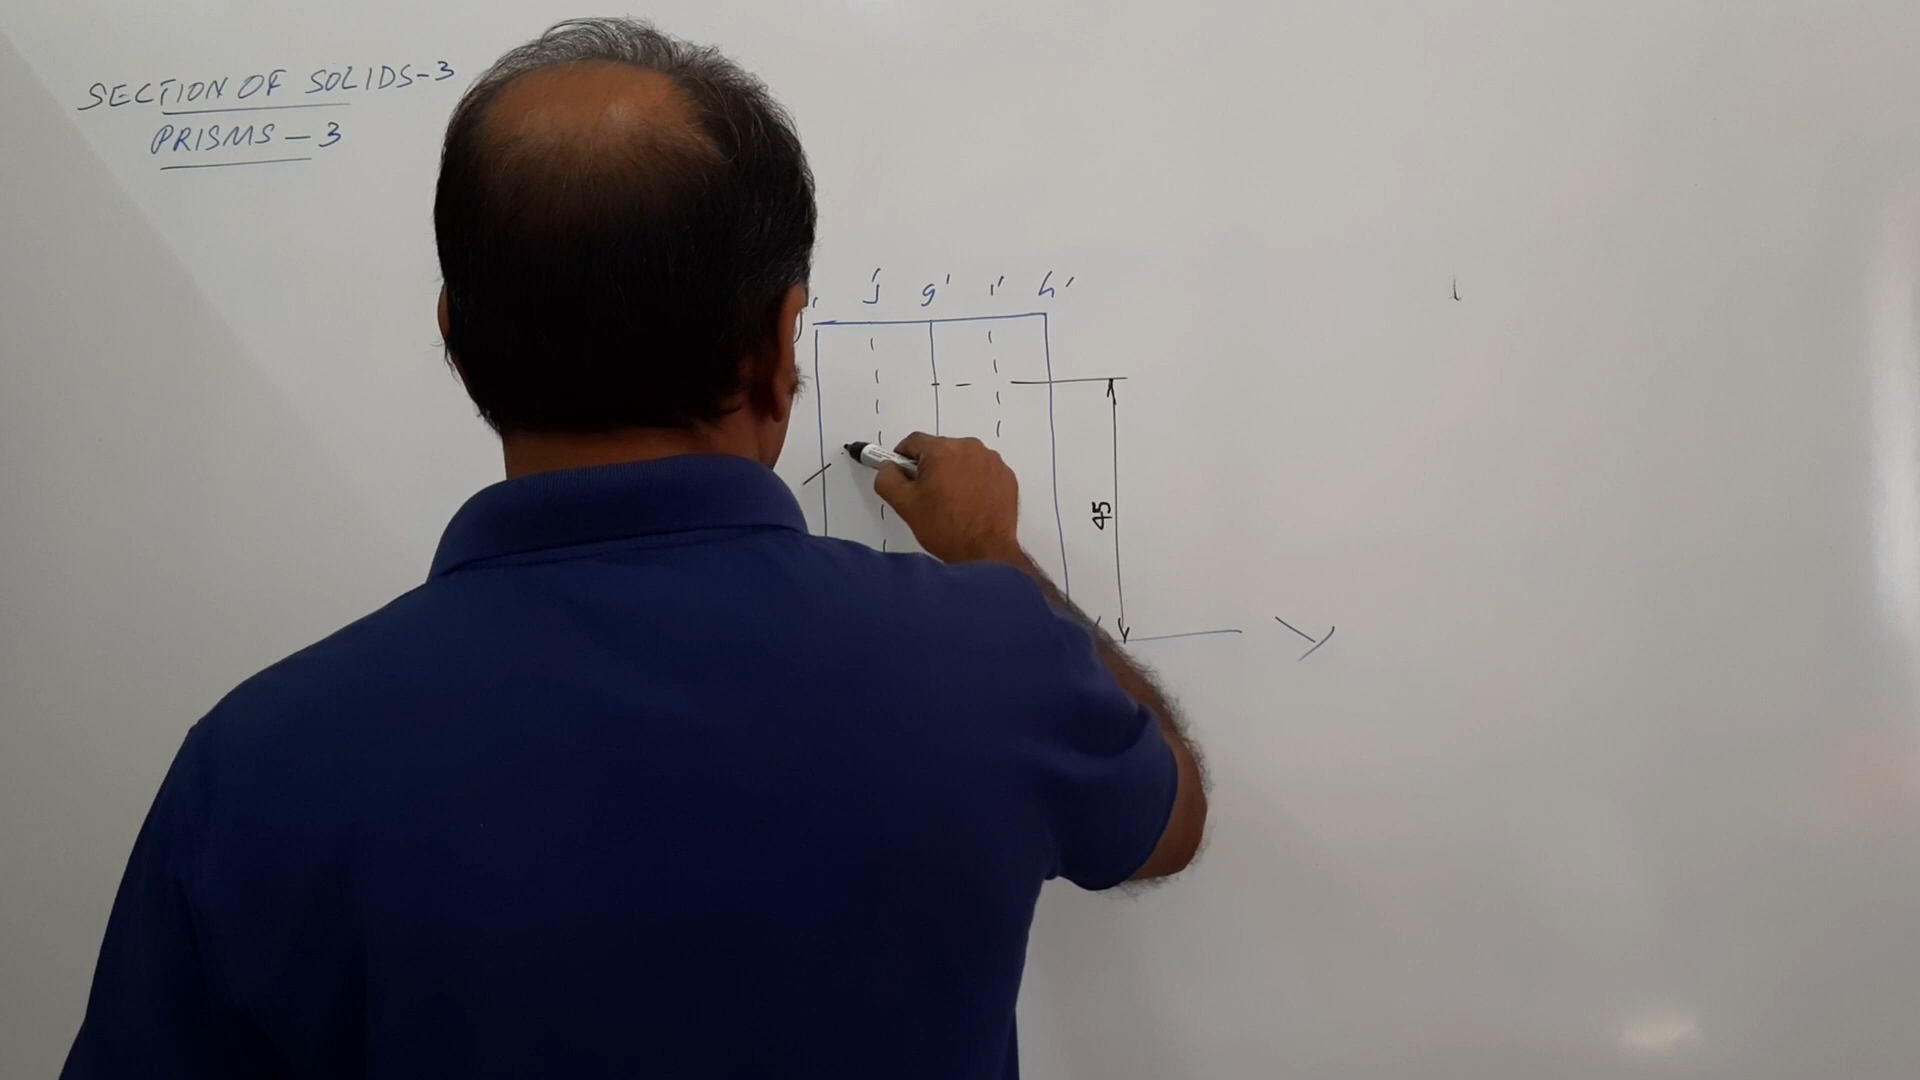 SECTION OF SOLIDS-3
PRISMS - 3
j' g' i' h'
45
Y